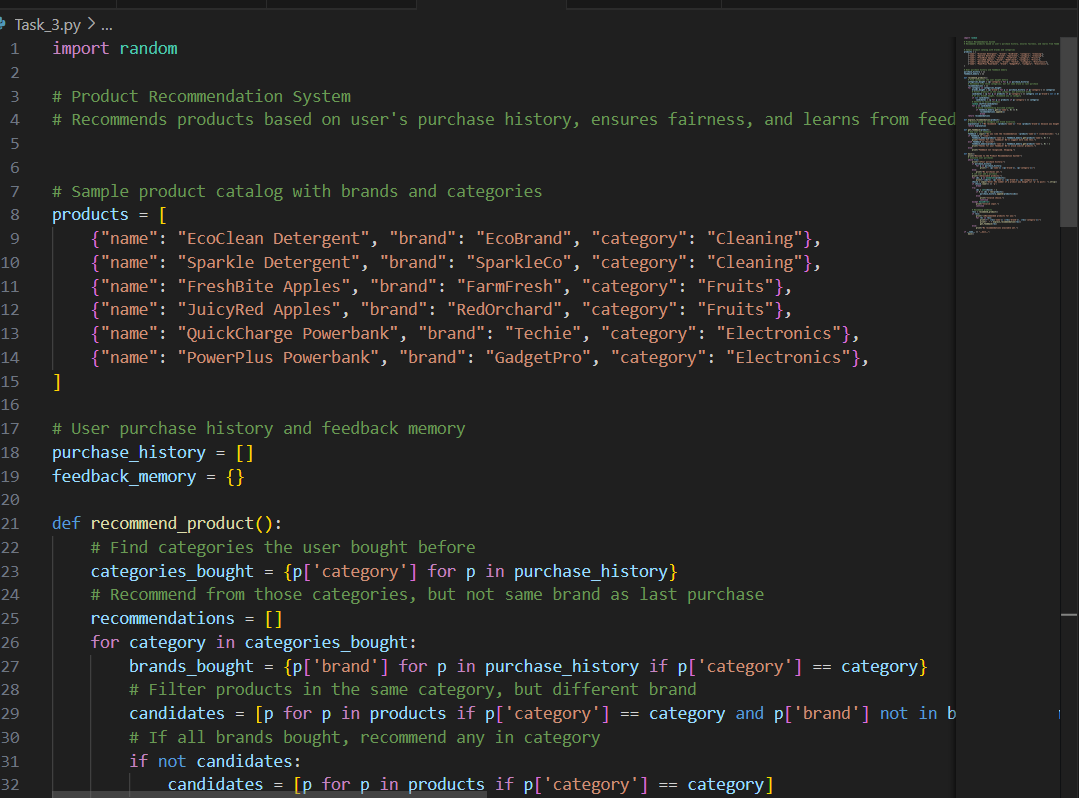 Task_3.py > ...
1 import random
2
3 # Product Recommendation System
4 # Recommends products based on user's purchase history, ensures fairness, and learns from feed
5
6
7 # Sample product catalog with brands and categories
8 products = [
9 {"name": "EcoClean Detergent", "brand": "EcoBrand", "category": "Cleaning"},
10 {"name": "Sparkle Detergent", "brand": "SparkleCo", "category": "Cleaning"},
11 {"name": "FreshBite Apples", "brand": "FarmFresh", "category": "Fruits"},
12 {"name": "JuicyRed Apples", "brand": "RedOrchard", "category": "Fruits"},
13 {"name": "QuickCharge Powerbank", "brand": "Techie", "category": "Electronics"},
14 {"name": "PowerPlus Powerbank", "brand": "GadgetPro", "category": "Electronics"},
15 ]
16
17 # User purchase history and feedback memory
18 purchase_history = []
19 feedback_memory = {}
20
21 def recommend_product():
22 # Find categories the user bought before
23 categories_bought = {p['category'] for p in purchase_history}
24 # Recommend from those categories, but not same brand as last purchase
25 recommendations = []
26 for category in categories_bought:
27 brands_bought = {p['brand'] for p in purchase_history if p['category'] == category}
28 # Filter products in the same category, but different brand
29 candidates = [p for p in products if p['category'] == category and p['brand'] not in b
30 # If all brands bought, recommend any in category
31 if not candidates:
32 candidates = [p for p in products if p['category'] == category]